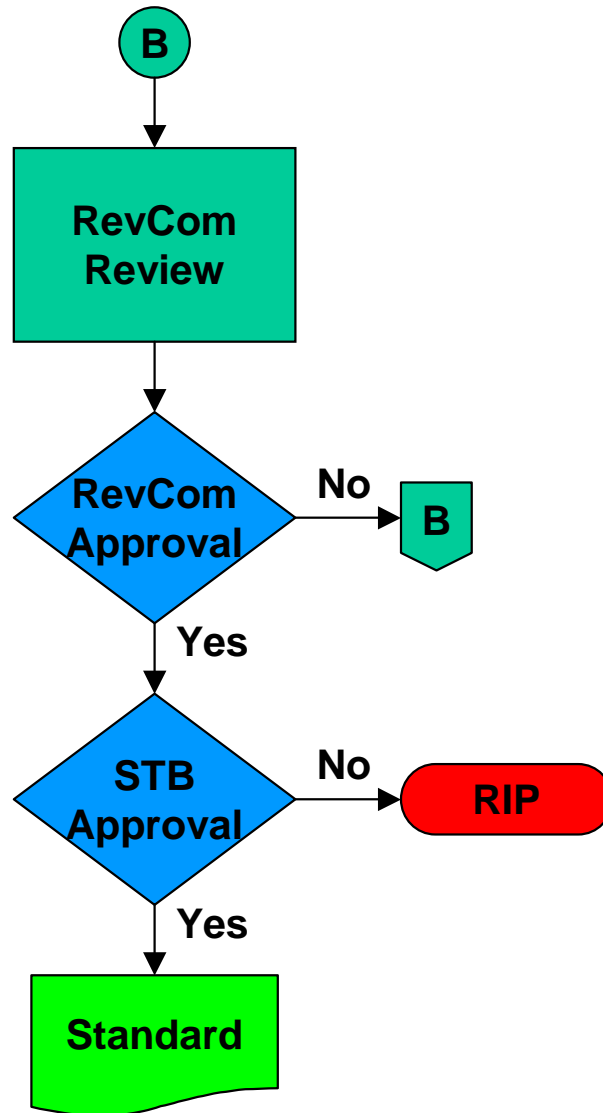 B
RevCom
Review
RevCom
Approval
No
B
Yes
STB
Approval
No
RIP
Yes
Standard